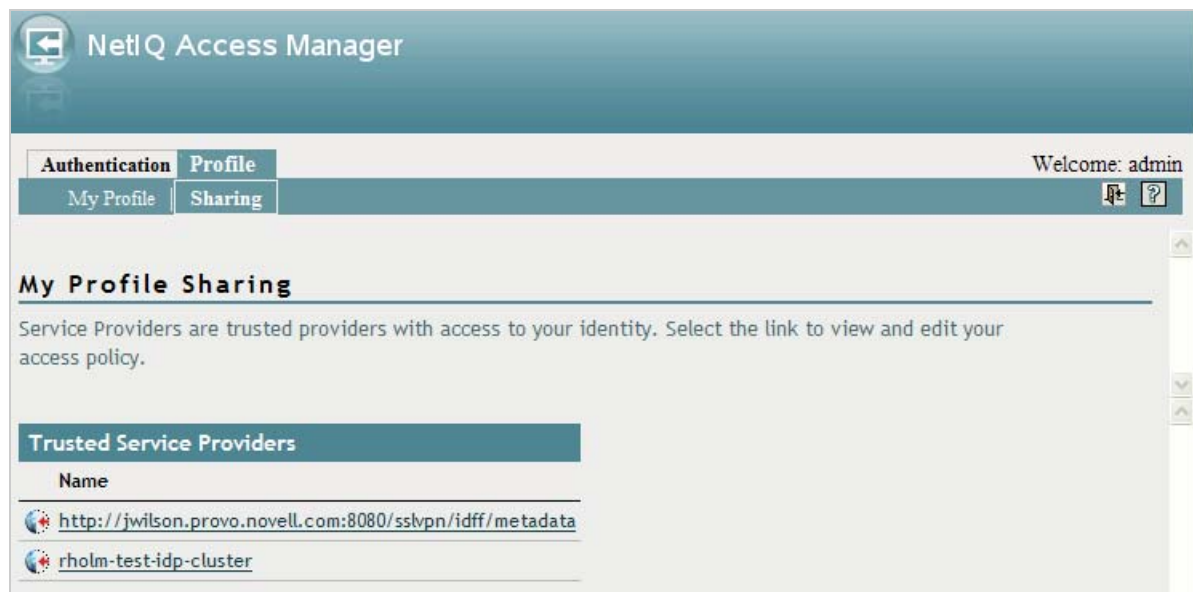 NetIQ Access Manager
Authentication Profile
Welcome: admin
My Profile Sharing
?
My Profile Sharing
Service Providers are trusted providers with access to your identity. Select the link to view and edit your
access policy.
Trusted Service Providers
Name
http://jwilson.provo.novell.com:8080/sslvpn/idff/metadata
rholm-test-idp-cluster